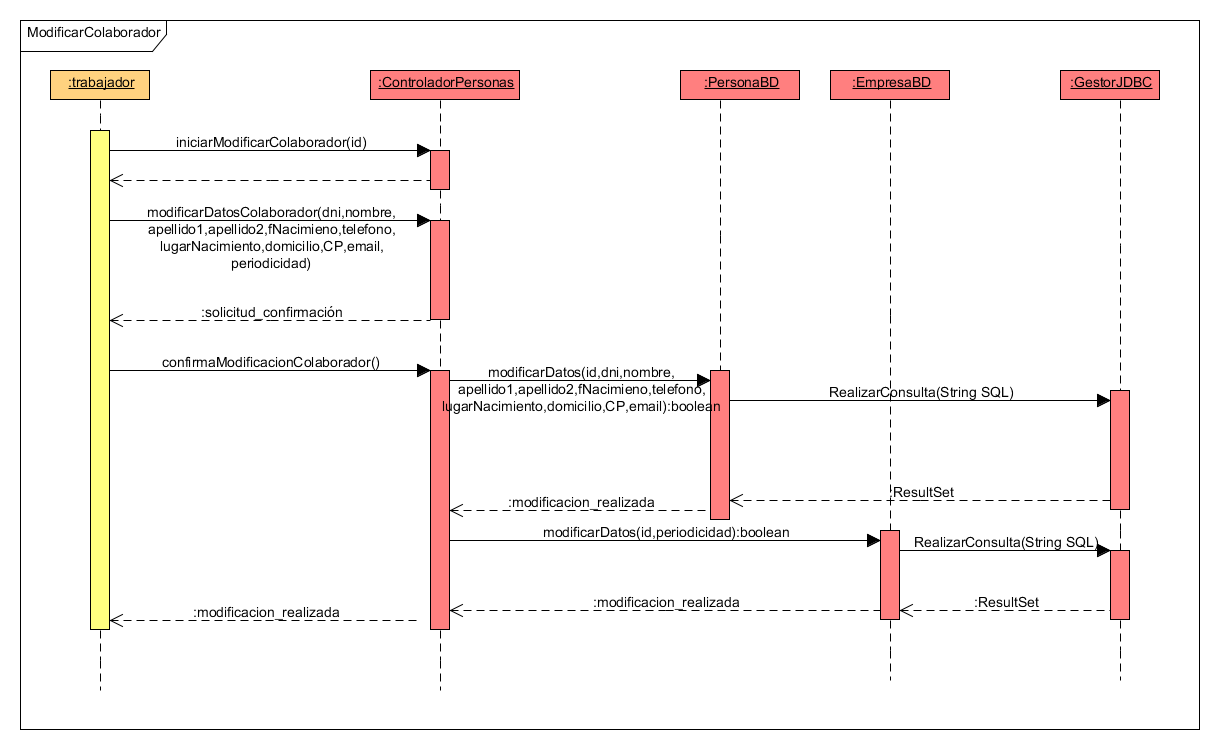 ModificarColaborador
:trabajador
:ControladorPersonas
:PersonaBD
:EmpresaBD
:GestorJDBC
iniciarModificarColaborador(id)
modificarDatosColaborador(dni,nombre,
apellido1,apellido2,fNacimieno,telefono,
lugarNacimiento,domicilio,CP,email,
periodicidad)
:solicitud_confirmación
confirmaModificacionColaborador()
modificarDatos(id,dni,nombre,
apellido1,apellido2,fNacimieno,telefono,
lugarNacimiento,domicilio,CP,email):boolean
RealizarConsulta(String SQL)
:ResultSet
:modificacion_realizada
modificarDatos(id,periodicidad):boolean
RealizarConsulta(String SQL)
:ResultSet
:modificacion_realizada
:modificacion_realizada